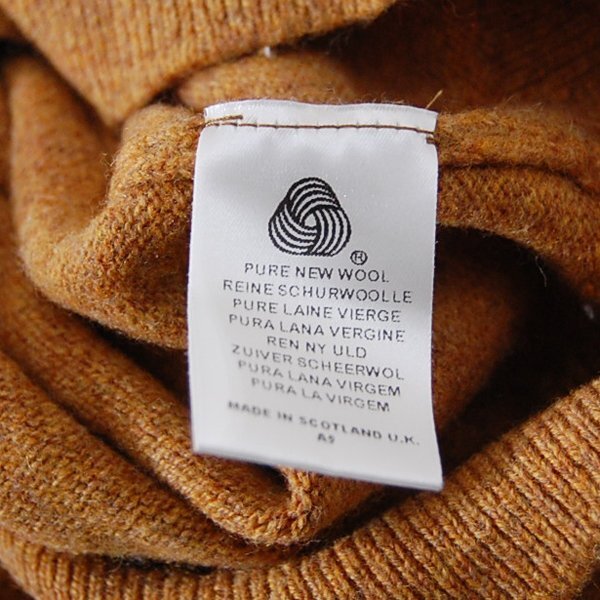 ®
PURE NEW WOOL
REINE SCHURWOLLE
PURE LAINE VIERGE
PURA LANA VERGINE
REN NY ULD
ZUIVER SCHEERWOL
PURA LANA VIRGEM
PURA LA VIRGEM
MADE IN SCOTLAND U.K.
A5